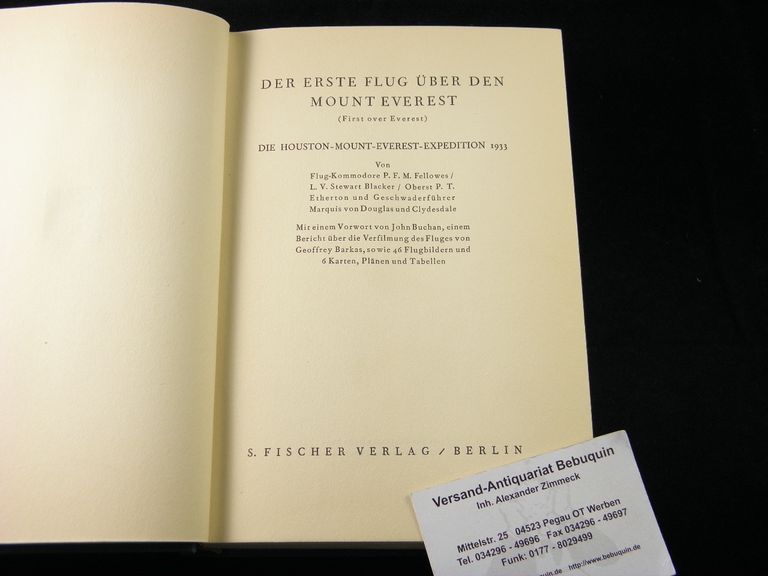 DER ERSTE FLUG ÜBER DEN
MOUNT EVEREST
(First over Everest)
DIE HOUSTON-MOUNT-EVEREST-EXPEDITION 1933
Von
Flug-Kommodore P. F. M. Fellowes /
L. V. Stewart Blacker / Oberst P. T.
Etherton und Geschwaderführer
Marquis von Douglas und Clydesdale
Mit einem Vorwort von John Buchan, einem
Bericht über die Verfilmung des Fluges von
Geoffrey Barkas, sowie 46 Flugbildern und
6 Karten, Plänen und Tabellen
S. FISCHER VERLAG / BERLIN
Versand-Antiquariat Bebuquin
Inh. Alexander Zimmeck
Mittelstr. 25 04523 Pegau OT Werben
Tel. 034296 - 49696 Fax 034296 - 49697
Funk: 0177 - 8029499
http://www.bebuquin.de